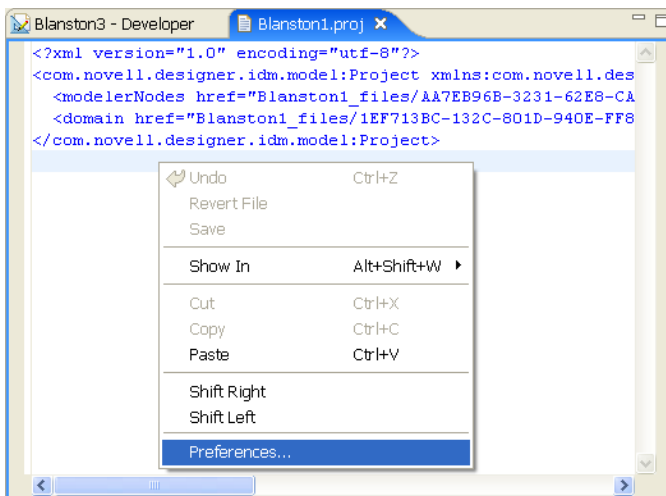 Blanston3 - Developer
Blanston1.proj
<?xml version="1.0" encoding="utf-8"?>
<com.novell.designer.idm.model:Project xmlns:com.novell.des
<modelerNodes href="Blanston1_files/AA7EB96B-3231-62E8-CA
<domain href="Blanston1_files/1EF713BC-132C-801D-940E-FF8
</com.novell.designer.idm.model:Project>
Undo Ctrl+Z
Revert File
Save
Show In Alt+Shift+W
Cut Ctrl+X
Copy Ctrl+C
Paste Ctrl+V
Shift Right
Shift Left
Preferences...